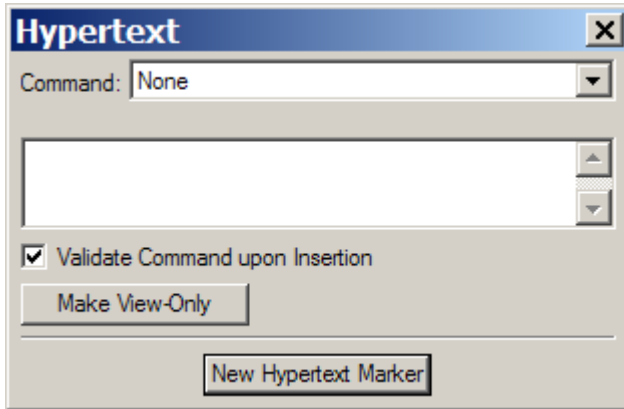 Hypertext
Command: None
Validate Command upon Insertion
Make View-Only
New Hypertext Marker